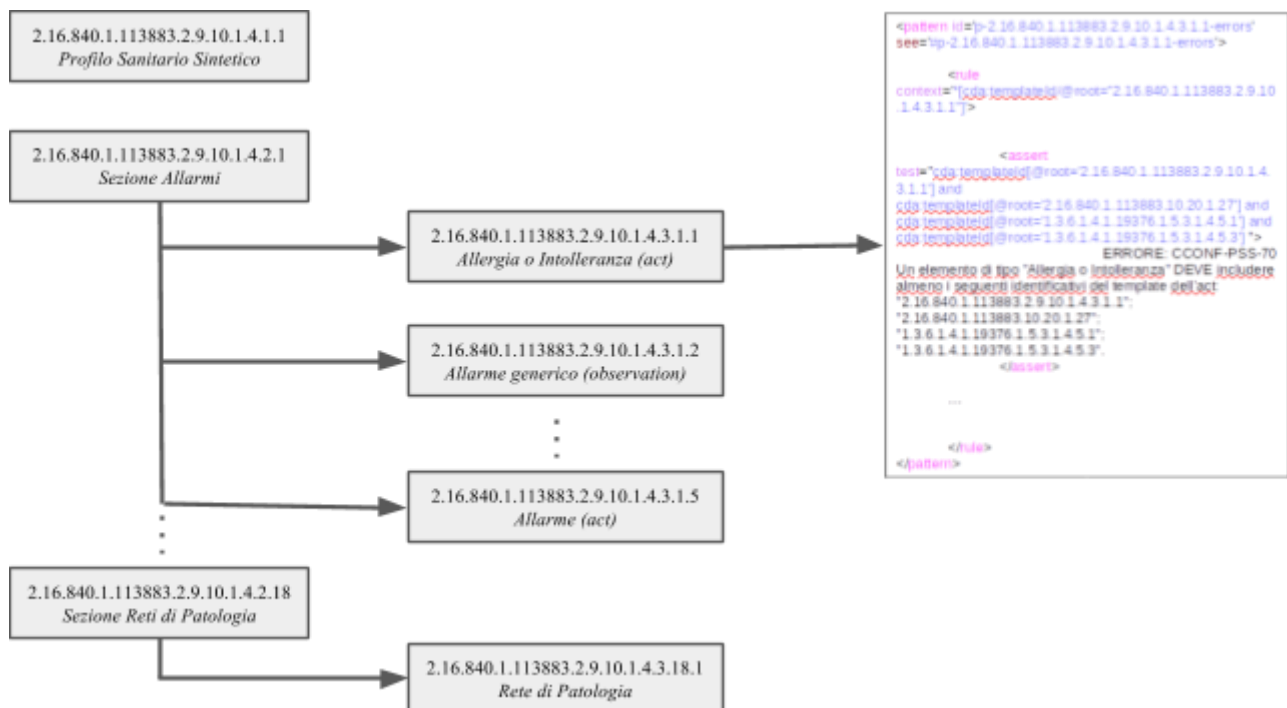 2.16.840.1.113883.2.9.10.1.4.1.1
Profilo Sanitario Sintetico
2.16.840.1.113883.2.9.10.1.4.2.1
Sezione Allarmi
2.16.840.1.113883.2.9.10.1.4.3.1.1
Allergia o Intolleranza (act)
2.16.840.1.113883.2.9.10.1.4.3.1.2
Allarme generico (observation)
2.16.840.1.113883.2.9.10.1.4.3.1.5
Allarme (act)
2.16.840.1.113883.2.9.10.1.4.2.18
Sezione Reti di Patologia
2.16.840.1.113883.2.9.10.1.4.3.18.1
Rete di Patologia
<pattern id='p-2.16.840.1.113883.2.9.10.1.4.3.1.1-errors'
see='#p-2.16.840.1.113883.2.9.10.1.4.3.1.1-errors'>
<rule
context="*[cda:templateId/@root="2.16.840.1.113883.2.9.10
.1.4.3.1.1"]'>
<assert
test="cda:templateId[@root='2.16.840.1.113883.2.9.10.1.4.
3.1.1'] and
cda:templateId[@root='2.16.840.1.113883.10.20.1.27'] and
cda:templateId[@root='1.3.6.1.4.1.19376.1.5.3.1.4.5.1'] and
cda:templateId[@root='1.3.6.1.4.1.19376.1.5.3.1.4.5.3'] ">
ERRORE: CCONF-PSS-70
Un elemento di tipo "Allergia o Intolleranza" DEVE includere
almeno i seguenti identificativi del template dell'act:
"2.16.840.1.113883.2.9.10.1.4.3.1.1";
"2.16.840.1.113883.10.20.1.27";
"1.3.6.1.4.1.19376.1.5.3.1.4.5.1";
"1.3.6.1.4.1.19376.1.5.3.1.4.5.3".
</assert>
....
</rule>
</pattern>